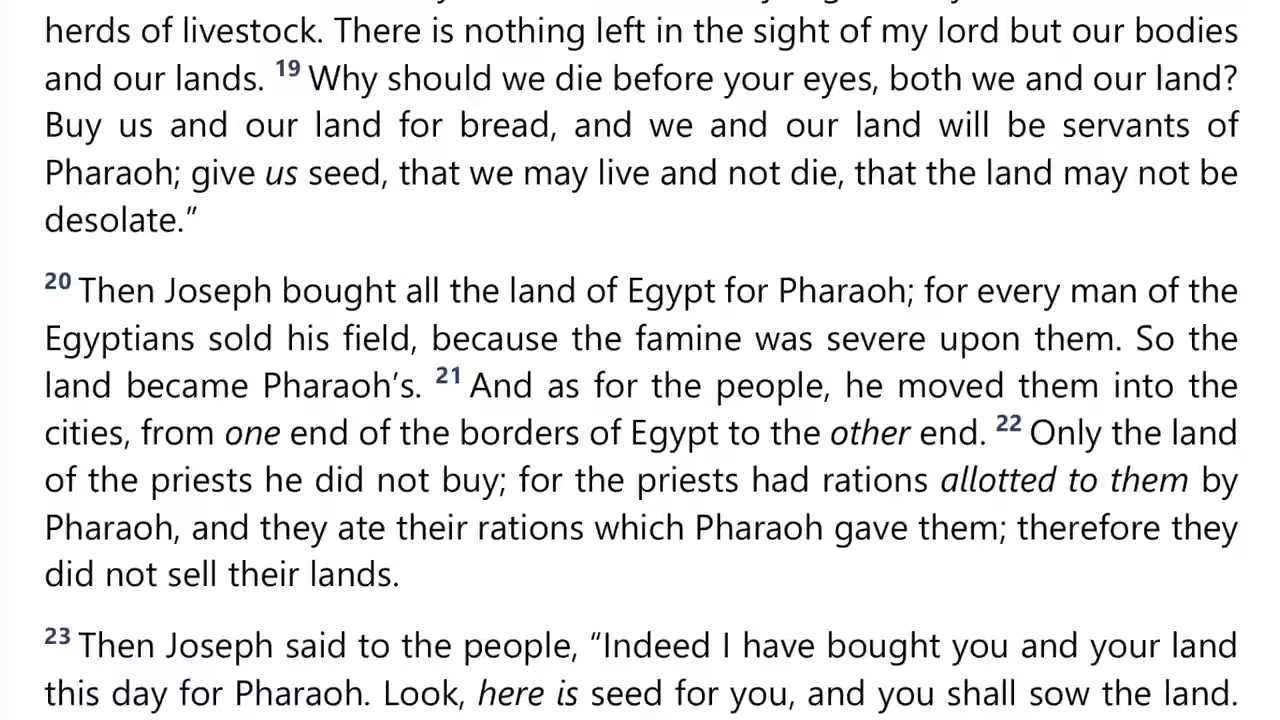 herds of livestock. There is nothing left in the sight of my lord but our bodies
and our lands. 19 Why should we die before your eyes, both we and our land?
Buy us and our land for bread, and we and our land will be servants of
Pharaoh; give us seed, that we may live and not die, that the land may not be
desolate.”
20 Then Joseph bought all the land of Egypt for Pharaoh; for every man of the
Egyptians sold his field, because the famine was severe upon them. So the
land became Pharaoh’s. 21 And as for the people, he moved them into the
cities, from one end of the borders of Egypt to the other end. 22 Only the land
of the priests he did not buy; for the priests had rations allotted to them by
Pharaoh, and they ate their rations which Pharaoh gave them; therefore they
did not sell their lands.
23 Then Joseph said to the people, “Indeed I have bought you and your land
this day for Pharaoh. Look, here is seed for you, and you shall sow the land.